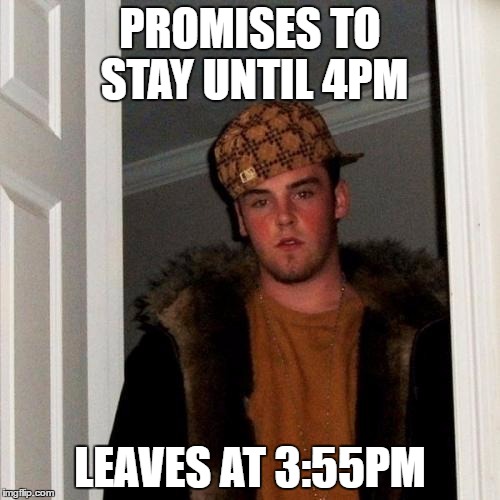 PROMISES TO
STAY UNTIL 4PM
LEAVES AT 3:55PM
imgflip.com